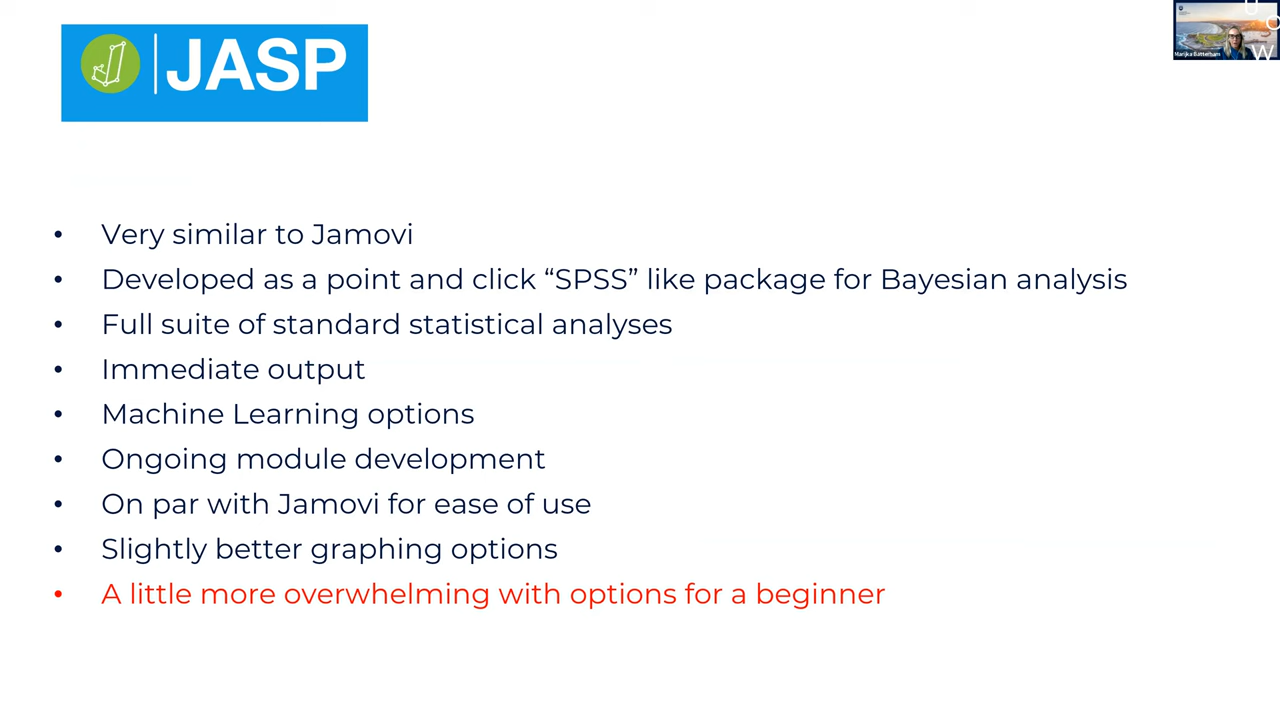 JASP
U
O
W
Marijka Batterham
• Very similar to Jamovi
• Developed as a point and click “SPSS” like package for Bayesian analysis
• Full suite of standard statistical analyses
• Immediate output
• Machine Learning options
• Ongoing module development
• On par with Jamovi for ease of use
• Slightly better graphing options
• A little more overwhelming with options for a beginner